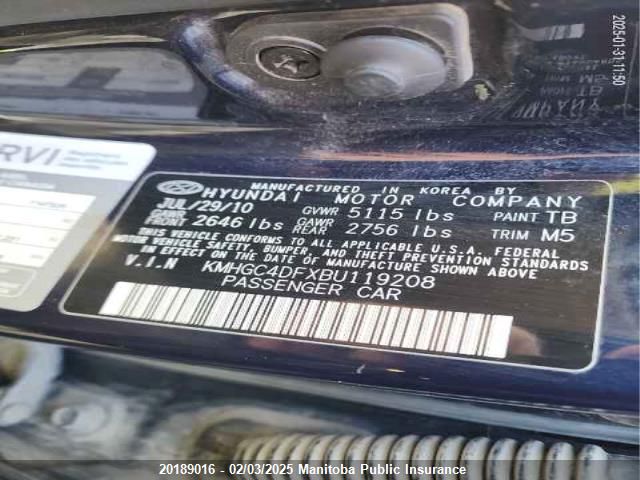 2025-01-31 11:50
RVI
MANUFACTURED IN KOREA BY
HYUNDAI MOTOR COMPANY
JUL/29/10 GVWR 5115 lbs PAINT TB
GAWR FRONT 2646 lbs GAWR REAR 2756 lbs TRIM M5
THIS VEHICLE CONFORMS TO ALL APPLICABLE U.S.A. FEDERAL
MOTOR VEHICLE SAFETY, BUMPER, AND THEFT PREVENTION STANDARDS
IN EFFECT ON THE DATE OF MANUFACTURE SHOWN ABOVE.
V.I.N KMHGC4DFXBU119208
PASSENGER CAR
20189016 - 02/03/2025 Manitoba Public Insurance